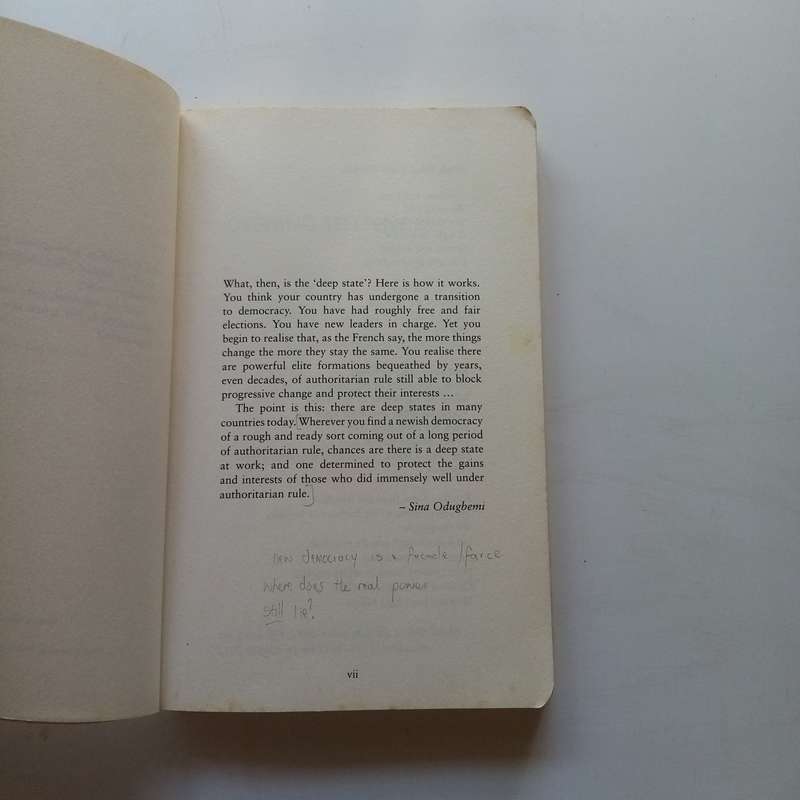 What, then, is the ‘deep state’? Here is how it works.
You think your country has undergone a transition
to democracy. You have had roughly free and fair
elections. You have new leaders in charge. Yet you
begin to realise that, as the French say, the more things
change the more they stay the same. You realise there
are powerful elite formations bequeathed by years,
even decades, of authoritarian rule still able to block
progressive change and protect their interests …
The point is this: there are deep states in many
countries today. [Wherever you find a newish democracy
of a rough and ready sort coming out of a long period
of authoritarian rule, chances are there is a deep state
at work; and one determined to protect the gains
and interests of those who did immensely well under
authoritarian rule.]
– Sina Odugbemi
new democracy is a /farce
where does the real power
still lie?
vii